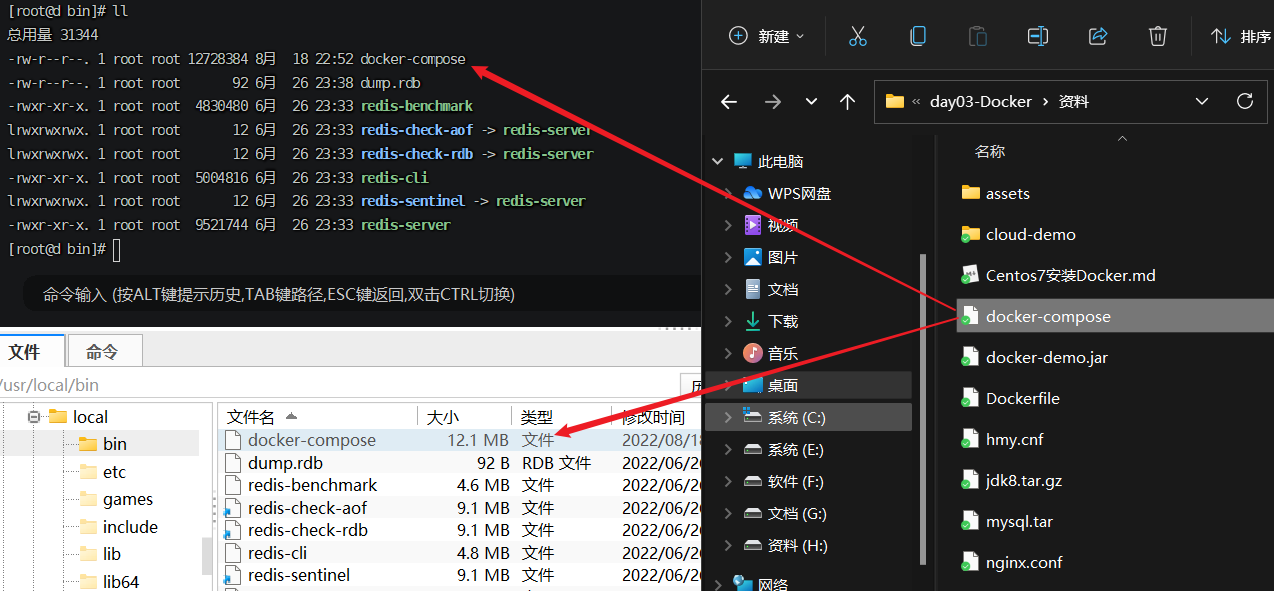 [root@d bin]# ll
总用量 31344
-rw-r--r--. 1 root root 12728384 8月  18 22:52 docker-compose
-rw-r--r--. 1 root root       92 6月  26 23:38 dump.rdb
-rwxr-xr-x. 1 root root  4830480 6月  26 23:33 redis-benchmark
lrwxrwxrwx. 1 root root       12 6月  26 23:33 redis-check-aof -> redis-server
lrwxrwxrwx. 1 root root       12 6月  26 23:33 redis-check-rdb -> redis-server
-rwxr-xr-x. 1 root root  5004816 6月  26 23:33 redis-cli
lrwxrwxrwx. 1 root root       12 6月  26 23:33 redis-sentinel -> redis-server
-rwxr-xr-x. 1 root root  9521744 6月  26 23:33 redis-server
[root@d bin]#
命令输入 (按ALT键提示历史,TAB键路径,ESC键返回,双击CTRL切换)
文件 命令
/usr/local/bin
local
bin
etc
games
include
lib
lib64
文件名 大小 类型 修改时间
docker-compose 12.1 MB 文件 2022/08/18
dump.rdb 92 B RDB 文件 2022/06/26
redis-benchmark 4.6 MB 文件 2022/06/26
redis-check-aof 9.1 MB 文件 2022/06/26
redis-check-rdb 9.1 MB 文件 2022/06/26
redis-cli 4.8 MB 文件 2022/06/26
redis-sentinel 9.1 MB 文件 2022/06/26
新建 排序
« day03-Docker › 资料
此电脑
WPS网盘
视频
图片
文档
下载
音乐
桌面
系统 (C:)
系统 (E:)
软件 (F:)
文档 (G:)
资料 (H:)
网络
名称
assets
cloud-demo
Centos7安装Docker.md
docker-compose
docker-demo.jar
Dockerfile
hmy.cnf
jdk8.tar.gz
mysql.tar
nginx.conf